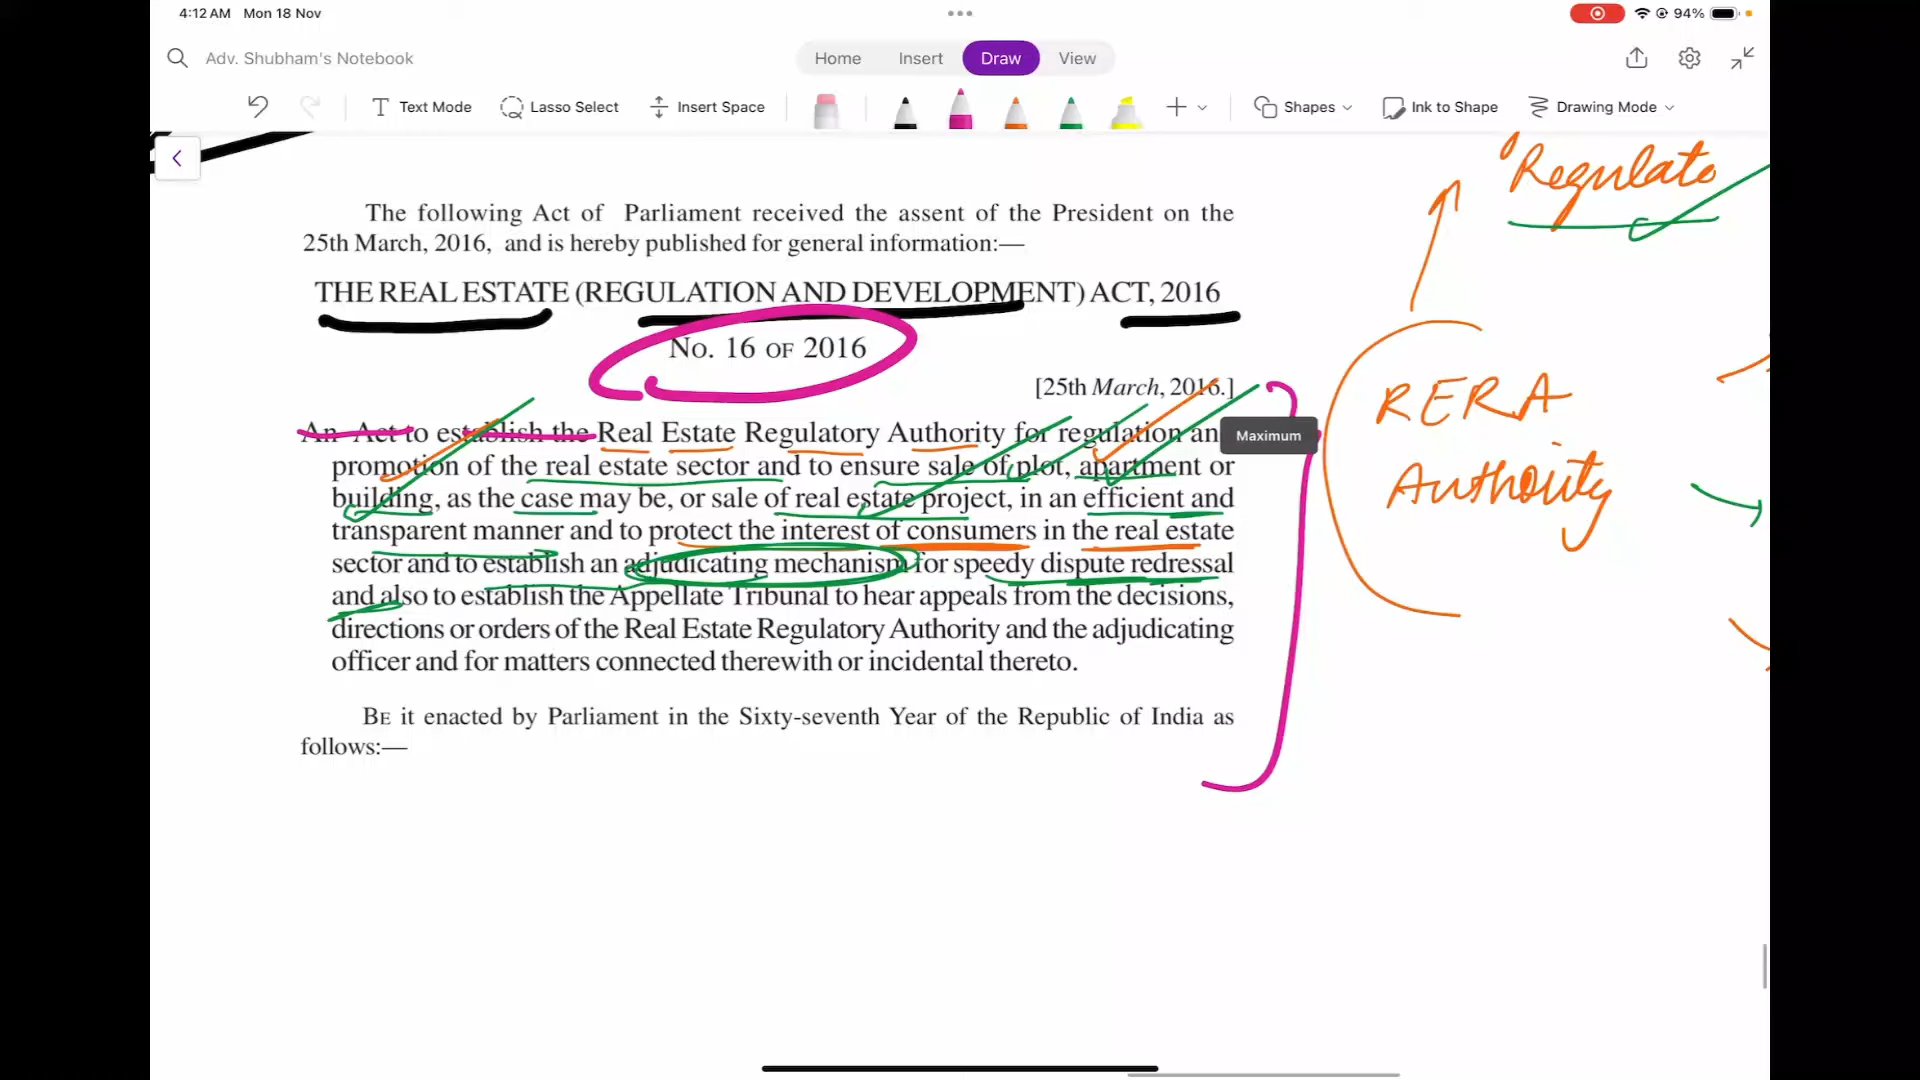 4:12 AM Mon 18 Nov
94%
Adv. Shubham's Notebook
Home Insert Draw View
Text Mode Lasso Select Insert Space Shapes Ink to Shape Drawing Mode
Regulate
The following Act of Parliament received the assent of the President on the
25th March, 2016, and is hereby published for general information:—
THE REAL ESTATE (REGULATION AND DEVELOPMENT) ACT, 2016
NO. 16 OF 2016
[25th March, 2016.]
An Act to establish the Real Estate Regulatory Authority for regulation an
Maximum
promotion of the real estate sector and to ensure sale of plot, apartment or
building, as the case may be, or sale of real estate project, in an efficient and
transparent manner and to protect the interest of consumers in the real estate
sector and to establish an adjudicating mechanism for speedy dispute redressal
and also to establish the Appellate Tribunal to hear appeals from the decisions,
directions or orders of the Real Estate Regulatory Authority and the adjudicating
officer and for matters connected therewith or incidental thereto.
BE it enacted by Parliament in the Sixty-seventh Year of the Republic of India as
follows:—
RERA
Authority